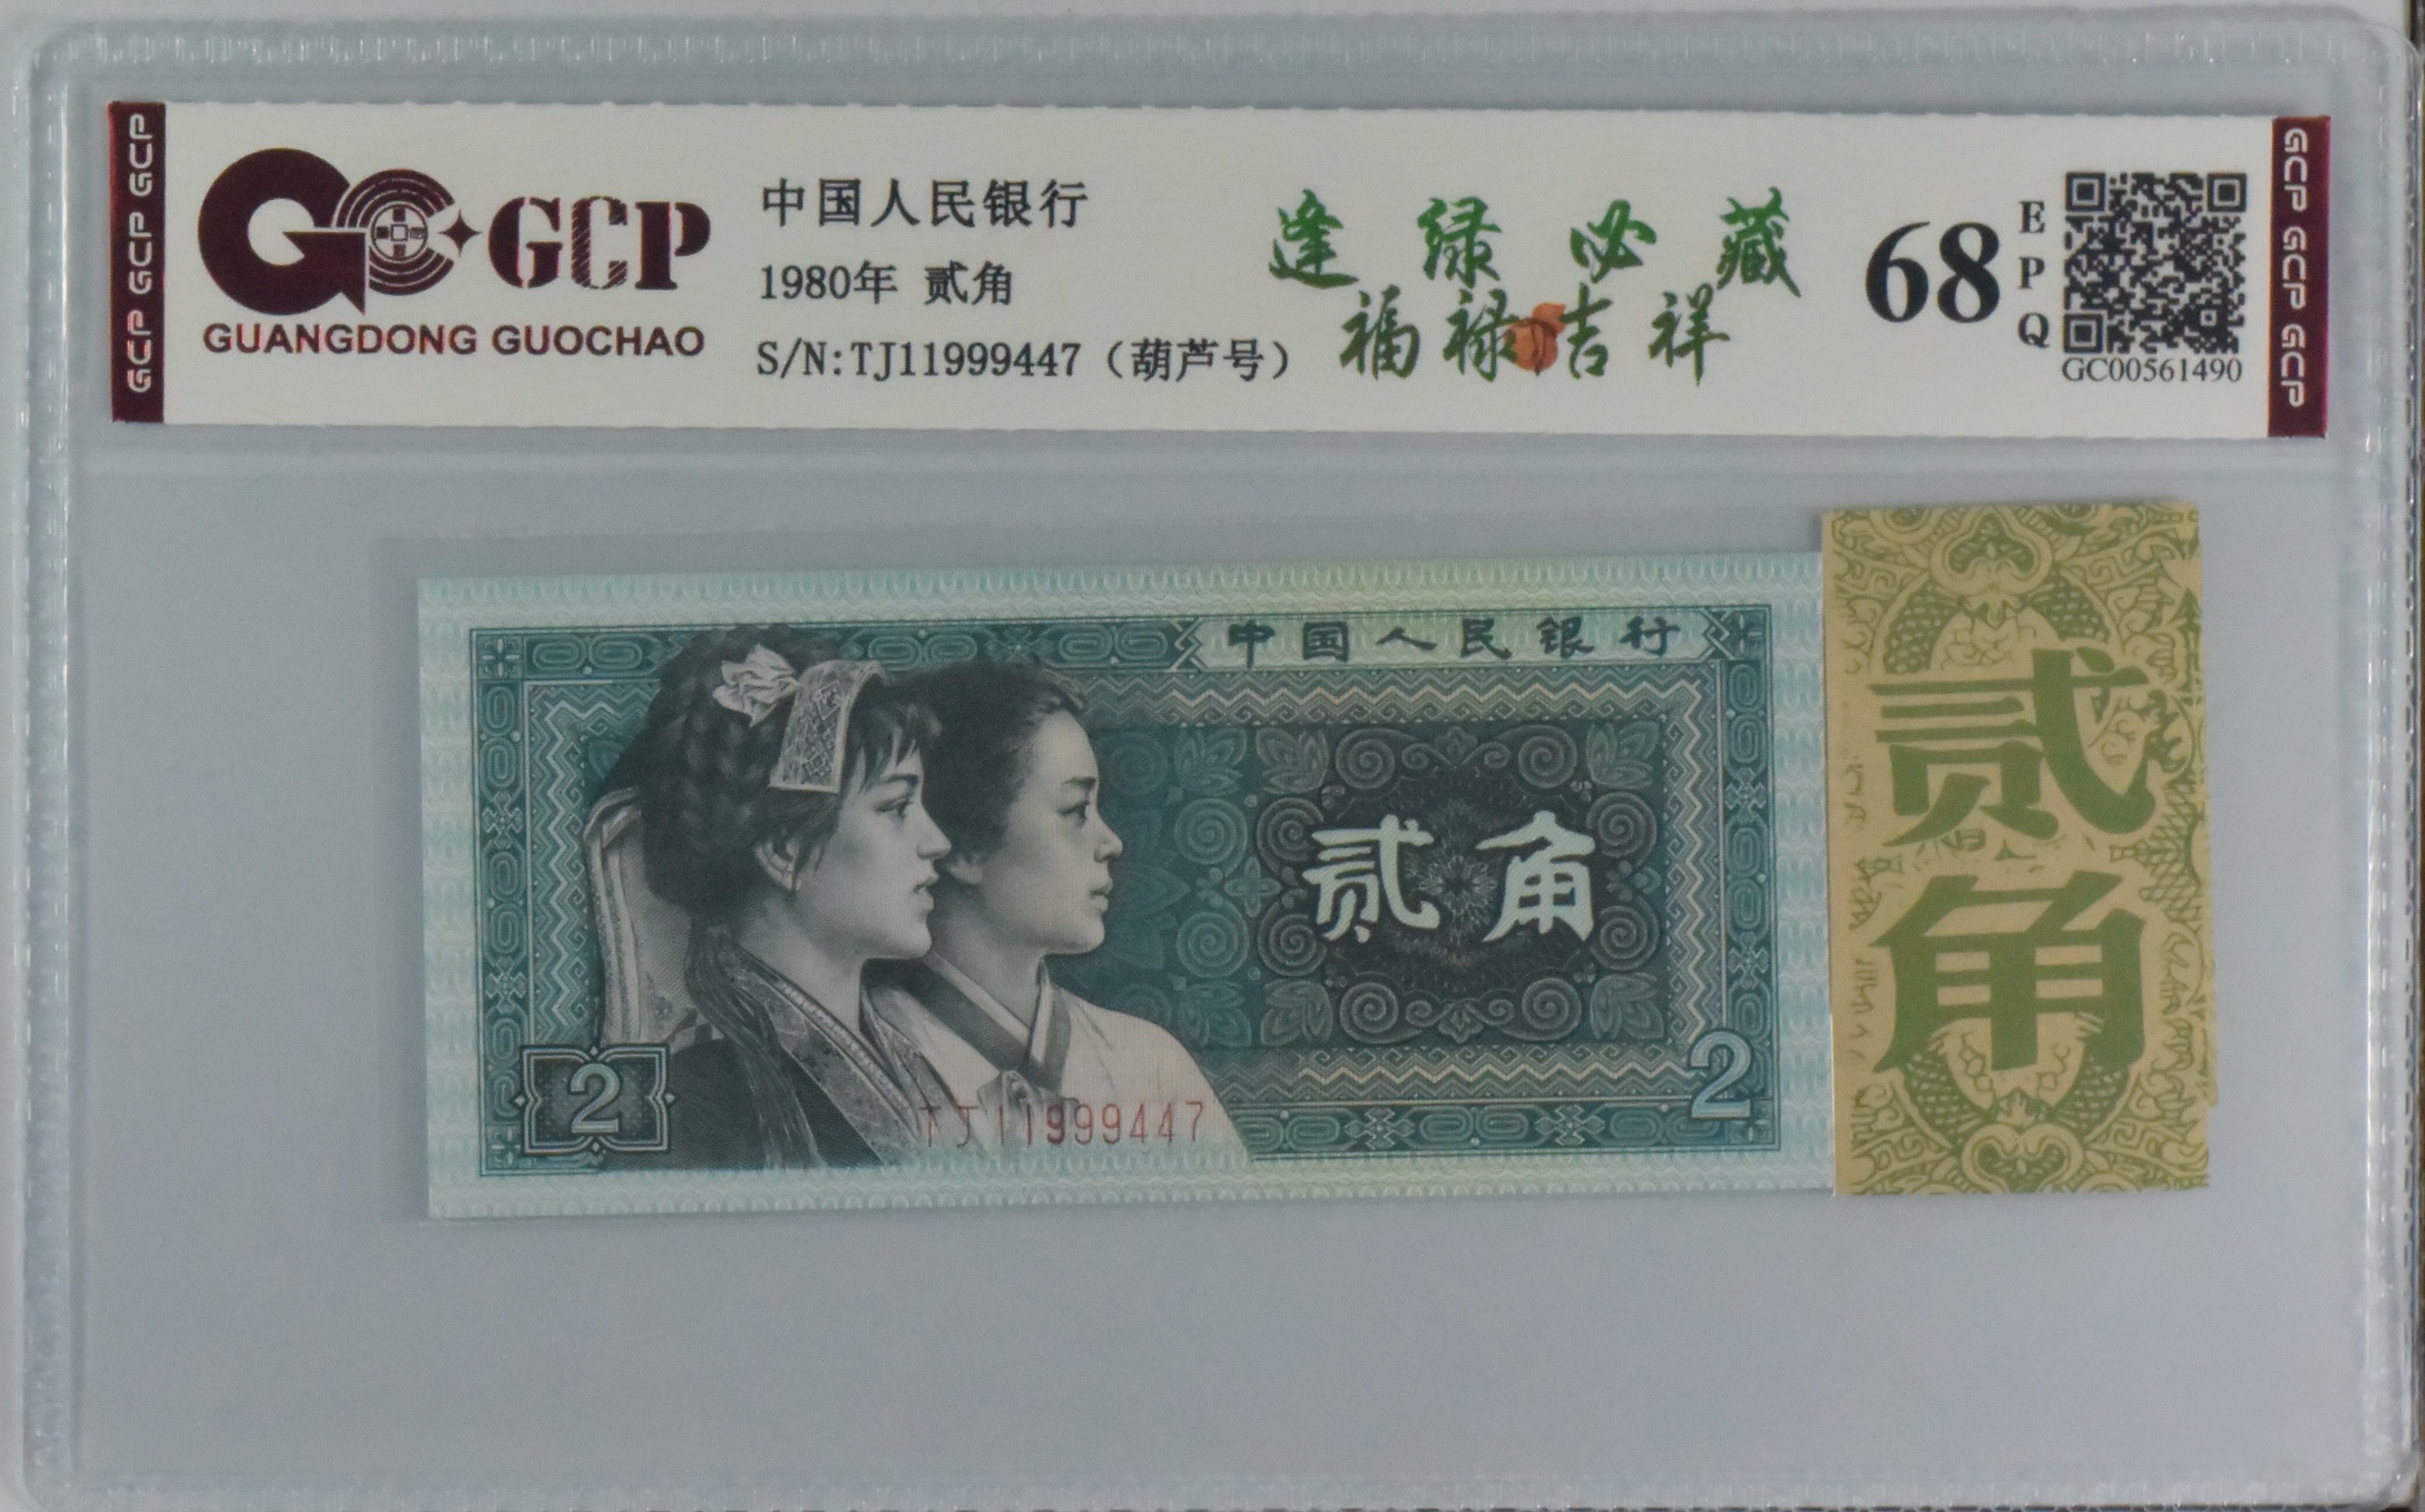 GCP GCP GCP
GC GCP
GUANGDONG GUOCHAO
中国人民银行
1980年 贰角
S/N:TJ11999447（葫芦号）
逢绿必藏
福禄吉祥
68
EPQ
GC00561490
GCP GCP GCP
中国人民银行
贰角
2
2
TJ11999447
贰
角